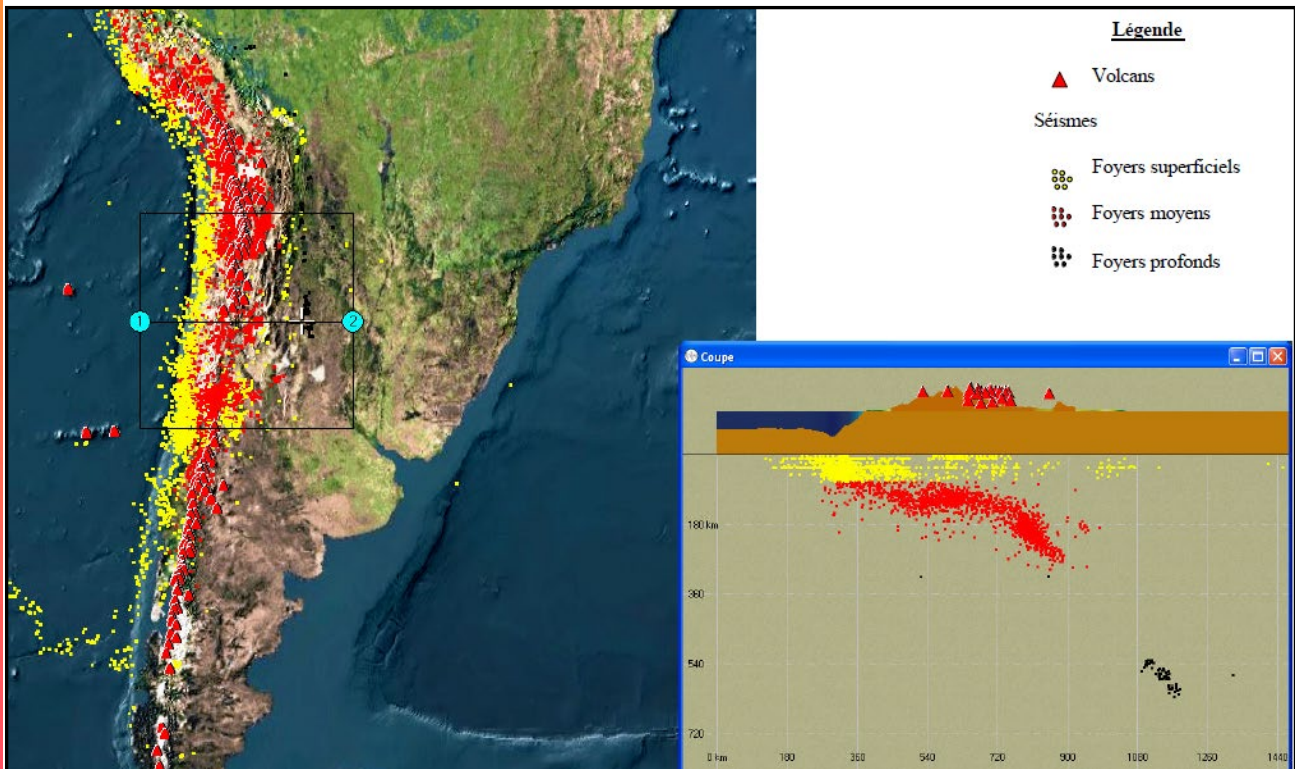 Légende
Volcans
Séismes
Foyers superficiels
Foyers moyens
Foyers profonds
1
2
Coupe
180 km
360
540
720
0 km 180 360 540 720 900 1080 1260 1440